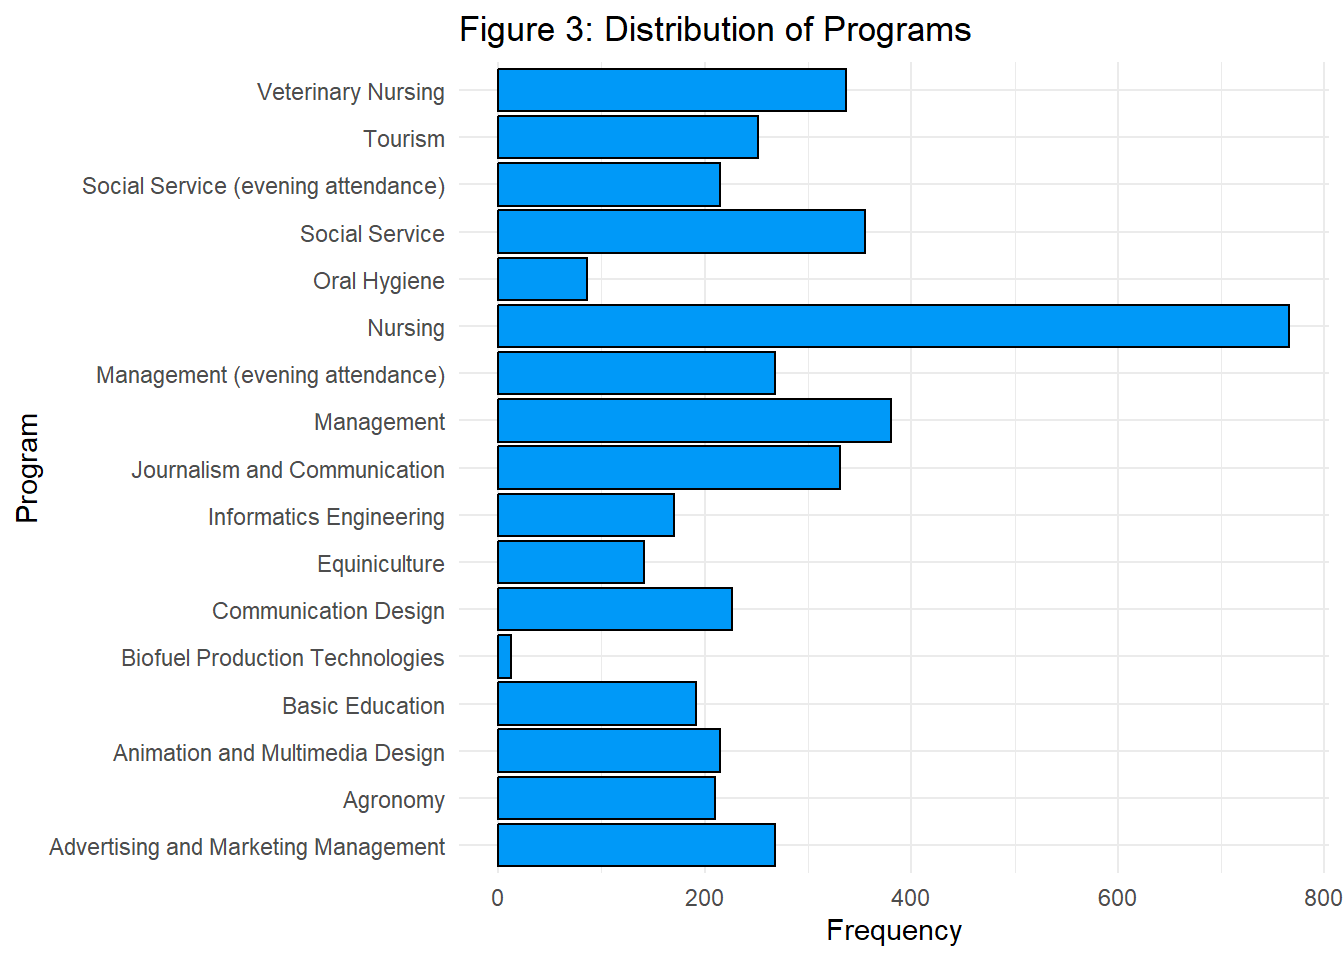 Figure 3: Distribution of Programs
Veterinary Nursing
Tourism
Social Service (evening attendance)
Social Service
Oral Hygiene
Nursing
Management (evening attendance)
Management
Journalism and Communication
Informatics Engineering
Equiniculture
Communication Design
Biofuel Production Technologies
Basic Education
Animation and Multimedia Design
Agronomy
Advertising and Marketing Management
Program
0 200 400 600 800
Frequency